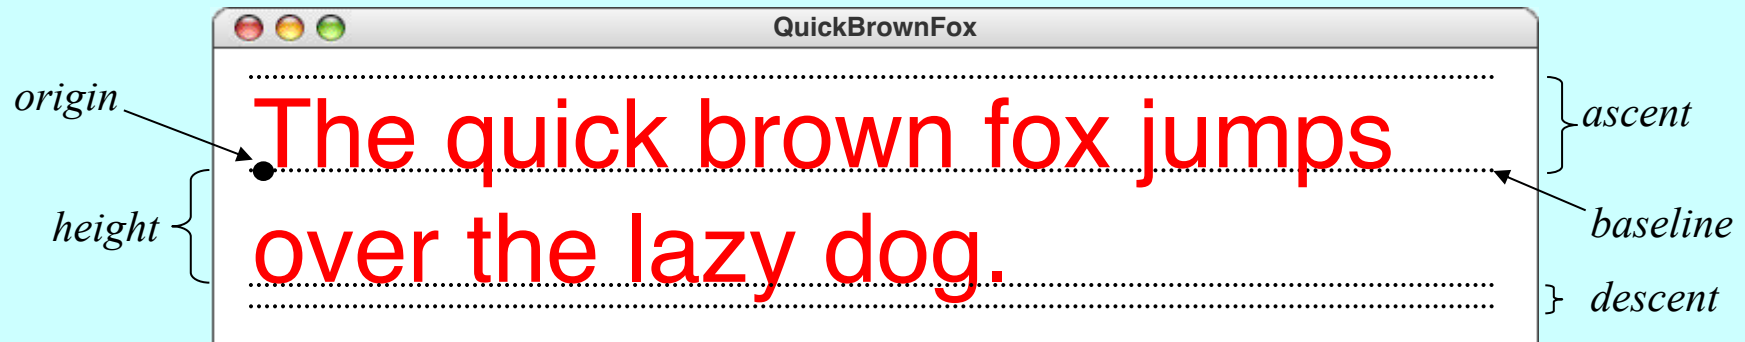 QuickBrownFox
origin
The quick brown fox jumps
ascent
height
over the lazy dog.
baseline
descent